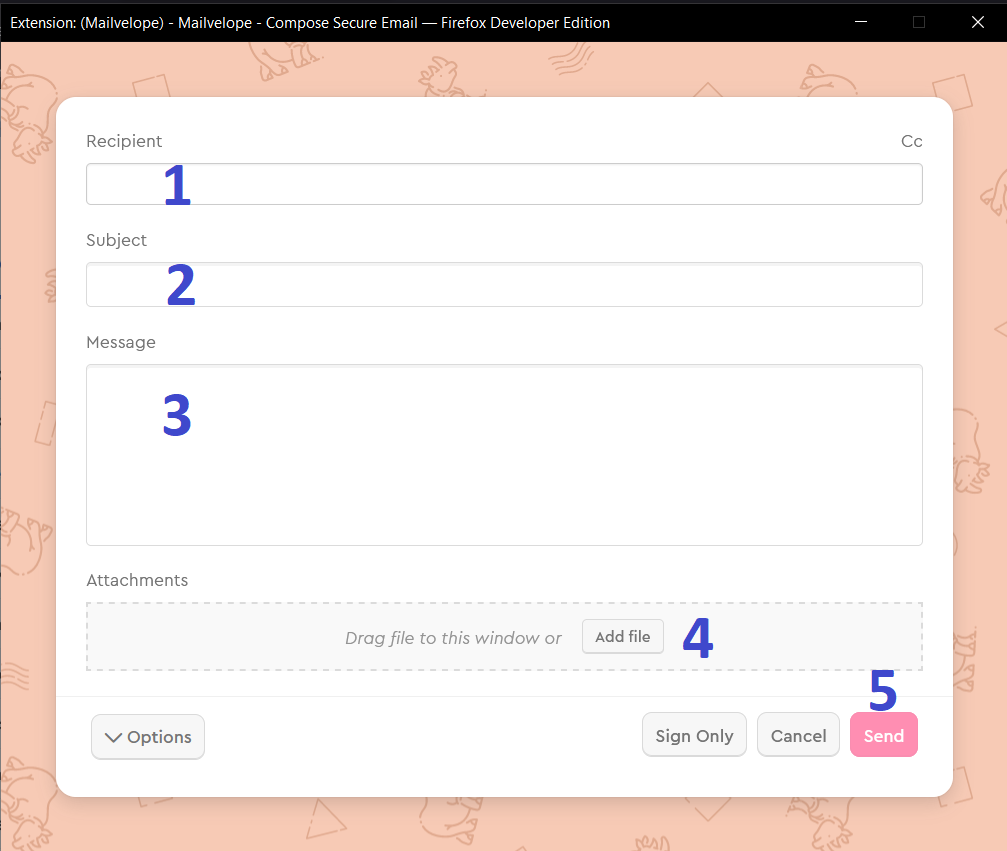 Extension: (Mailvelope) - Mailvelope - Compose Secure Email — Firefox Developer Edition
Recipient Cc
1
Subject
2
Message
3
Attachments
Drag file to this window or Add file 4
5
Options Sign Only Cancel Send